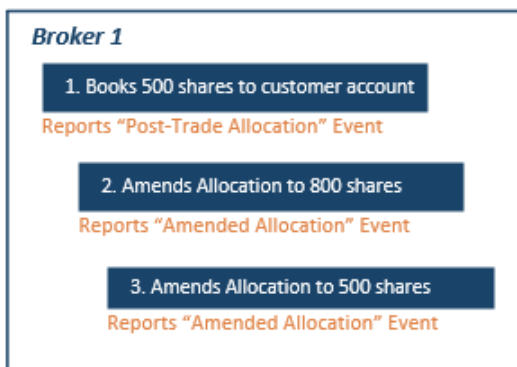 Broker 1
1. Books 500 shares to customer account
Reports “Post-Trade Allocation” Event
2. Amends Allocation to 800 shares
Reports “Amended Allocation” Event
3. Amends Allocation to 500 shares
Reports “Amended Allocation” Event